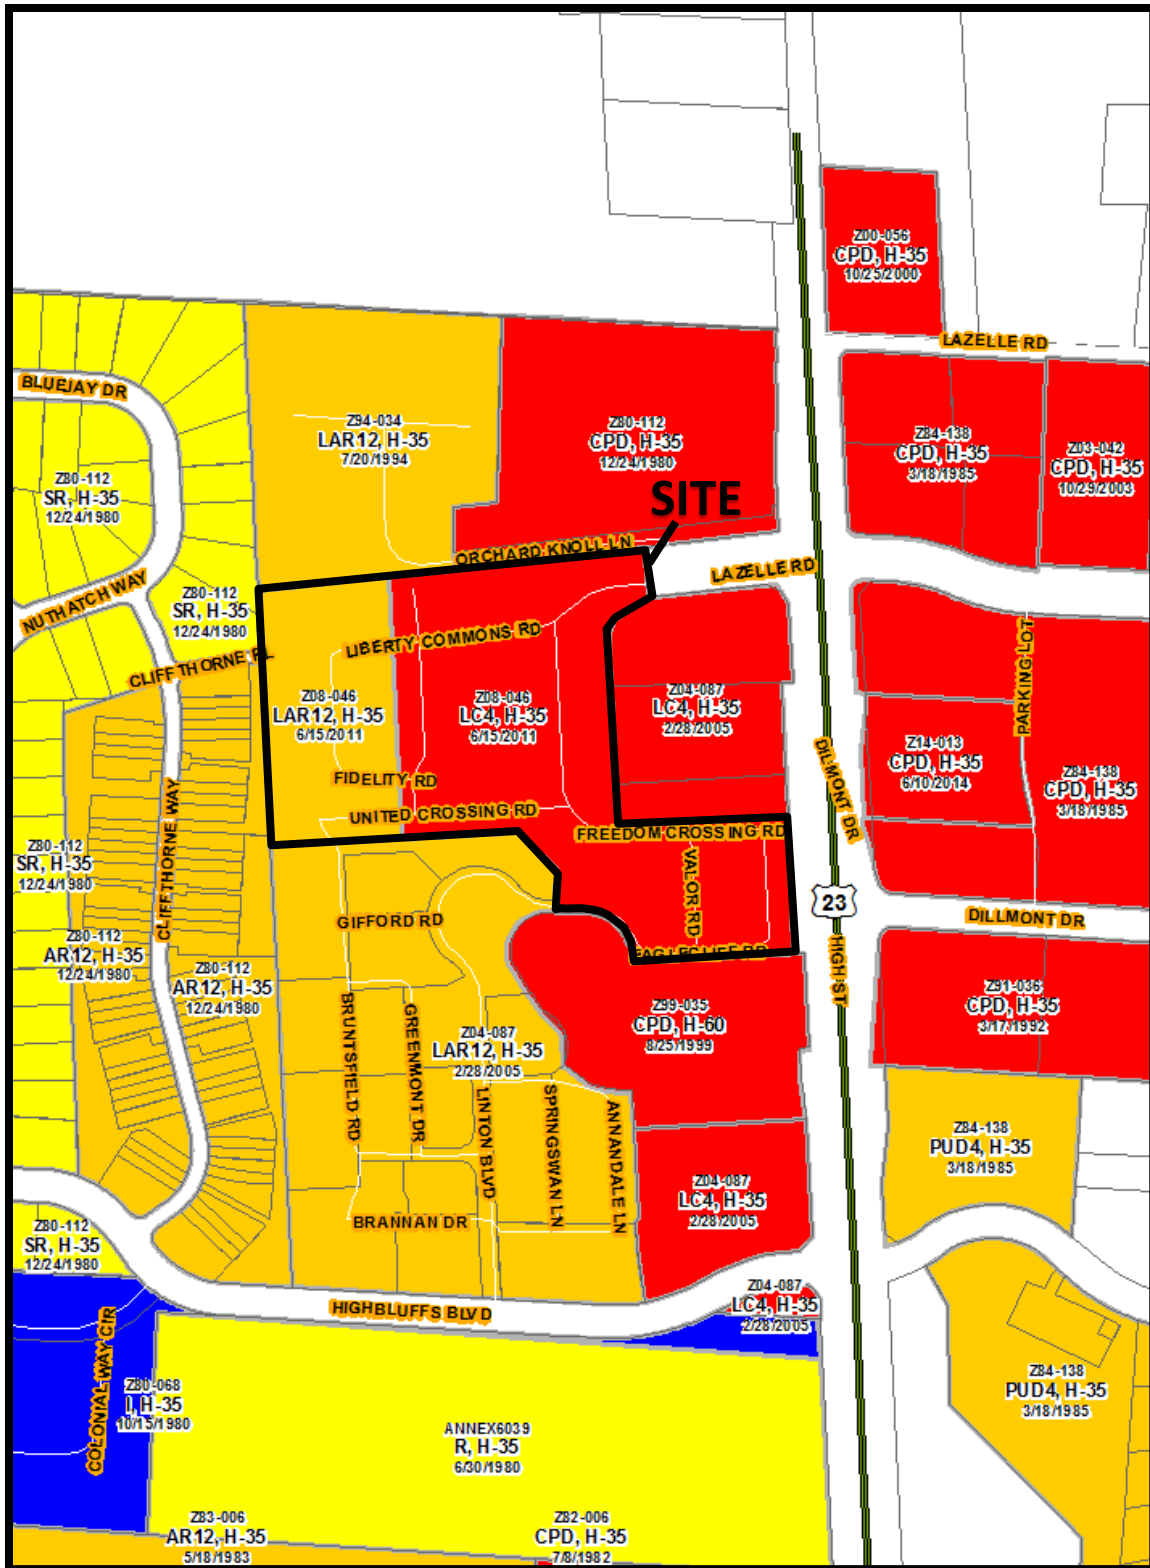 Z00-056
CPD, H-35
10/25/2000
LAZELLE RD
BLUEJAY DR
Z94-034
LAR12, H-35
7/20/1994
Z80-112
CPD, H-35
12/24/1980
Z84-138
CPD, H-35
3/18/1985
Z03-042
CPD, H-35
10/29/2003
Z80-112
SR, H-35
12/24/1980
SITE
ORCHARD KNOLL LN
LAZELLE RD
NUTHATCH WAY
Z80-112
SR, H-35
12/24/1980
LIBERTY COMMONS RD
CLIFFTHORNE PL
PARKING LOT
Z08-046
LAR12, H-35
6/15/2011
Z08-046
LC4, H-35
6/15/2011
Z04-087
LC4, H-35
2/28/2005
Z14-013
CPD, H-35
6/10/2014
DILMONT DR
Z84-138
CPD, H-35
3/18/1985
FIDELITY RD
UNITED CROSSING RD
FREEDOM CROSSING RD
CLIFFTHORNE WAY
Z80-112
SR, H-35
12/24/1980
VALOR RD
23
GIFFORD RD
DILLMONT DR
Z80-112
AR12, H-35
12/24/1980
EAGLECLIFF RD
HIGH ST
Z80-112
AR12, H-35
12/24/1980
Z91-036
CPD, H-35
3/17/1992
BRUNTSFIELD RD
GREENMONT DR
Z99-035
CPD, H-60
8/25/1999
Z04-087
LAR12, H-35
2/28/2005
LINTON BLVD
SPRINGSWAN LN
ANNANDALE LN
Z84-138
PUD4, H-35
3/18/1985
Z04-087
LC4, H-35
2/28/2005
BRANNAN DR
Z80-112
SR, H-35
12/24/1980
HIGHBLUFFS BLVD
Z04-087
LC4, H-35
2/28/2005
COLONIAL WAY CIR
Z80-068
I, H-35
10/15/1980
Z84-138
PUD4, H-35
3/18/1985
ANNEX6039
R, H-35
6/30/1980
Z83-006
AR12, H-35
5/18/1983
Z82-006
CPD, H-35
7/8/1982